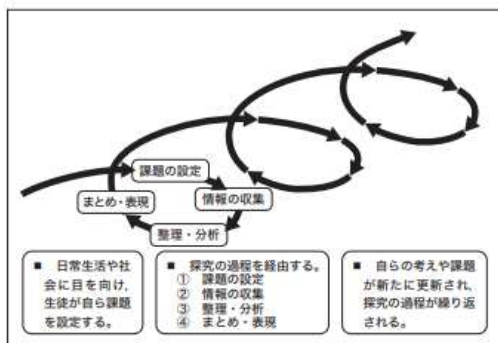 課題の設定
まとめ・表現
情報の収集
整理・分析
■ 日常生活や社
会に目を向け,
生徒が自ら課題
を設定する。
■ 探究の過程を経由する。
① 課題の設定
② 情報の収集
③ 整理・分析
④ まとめ・表現
■ 自らの考えや課題
が新たに更新され,
探究の過程が繰り返
される。